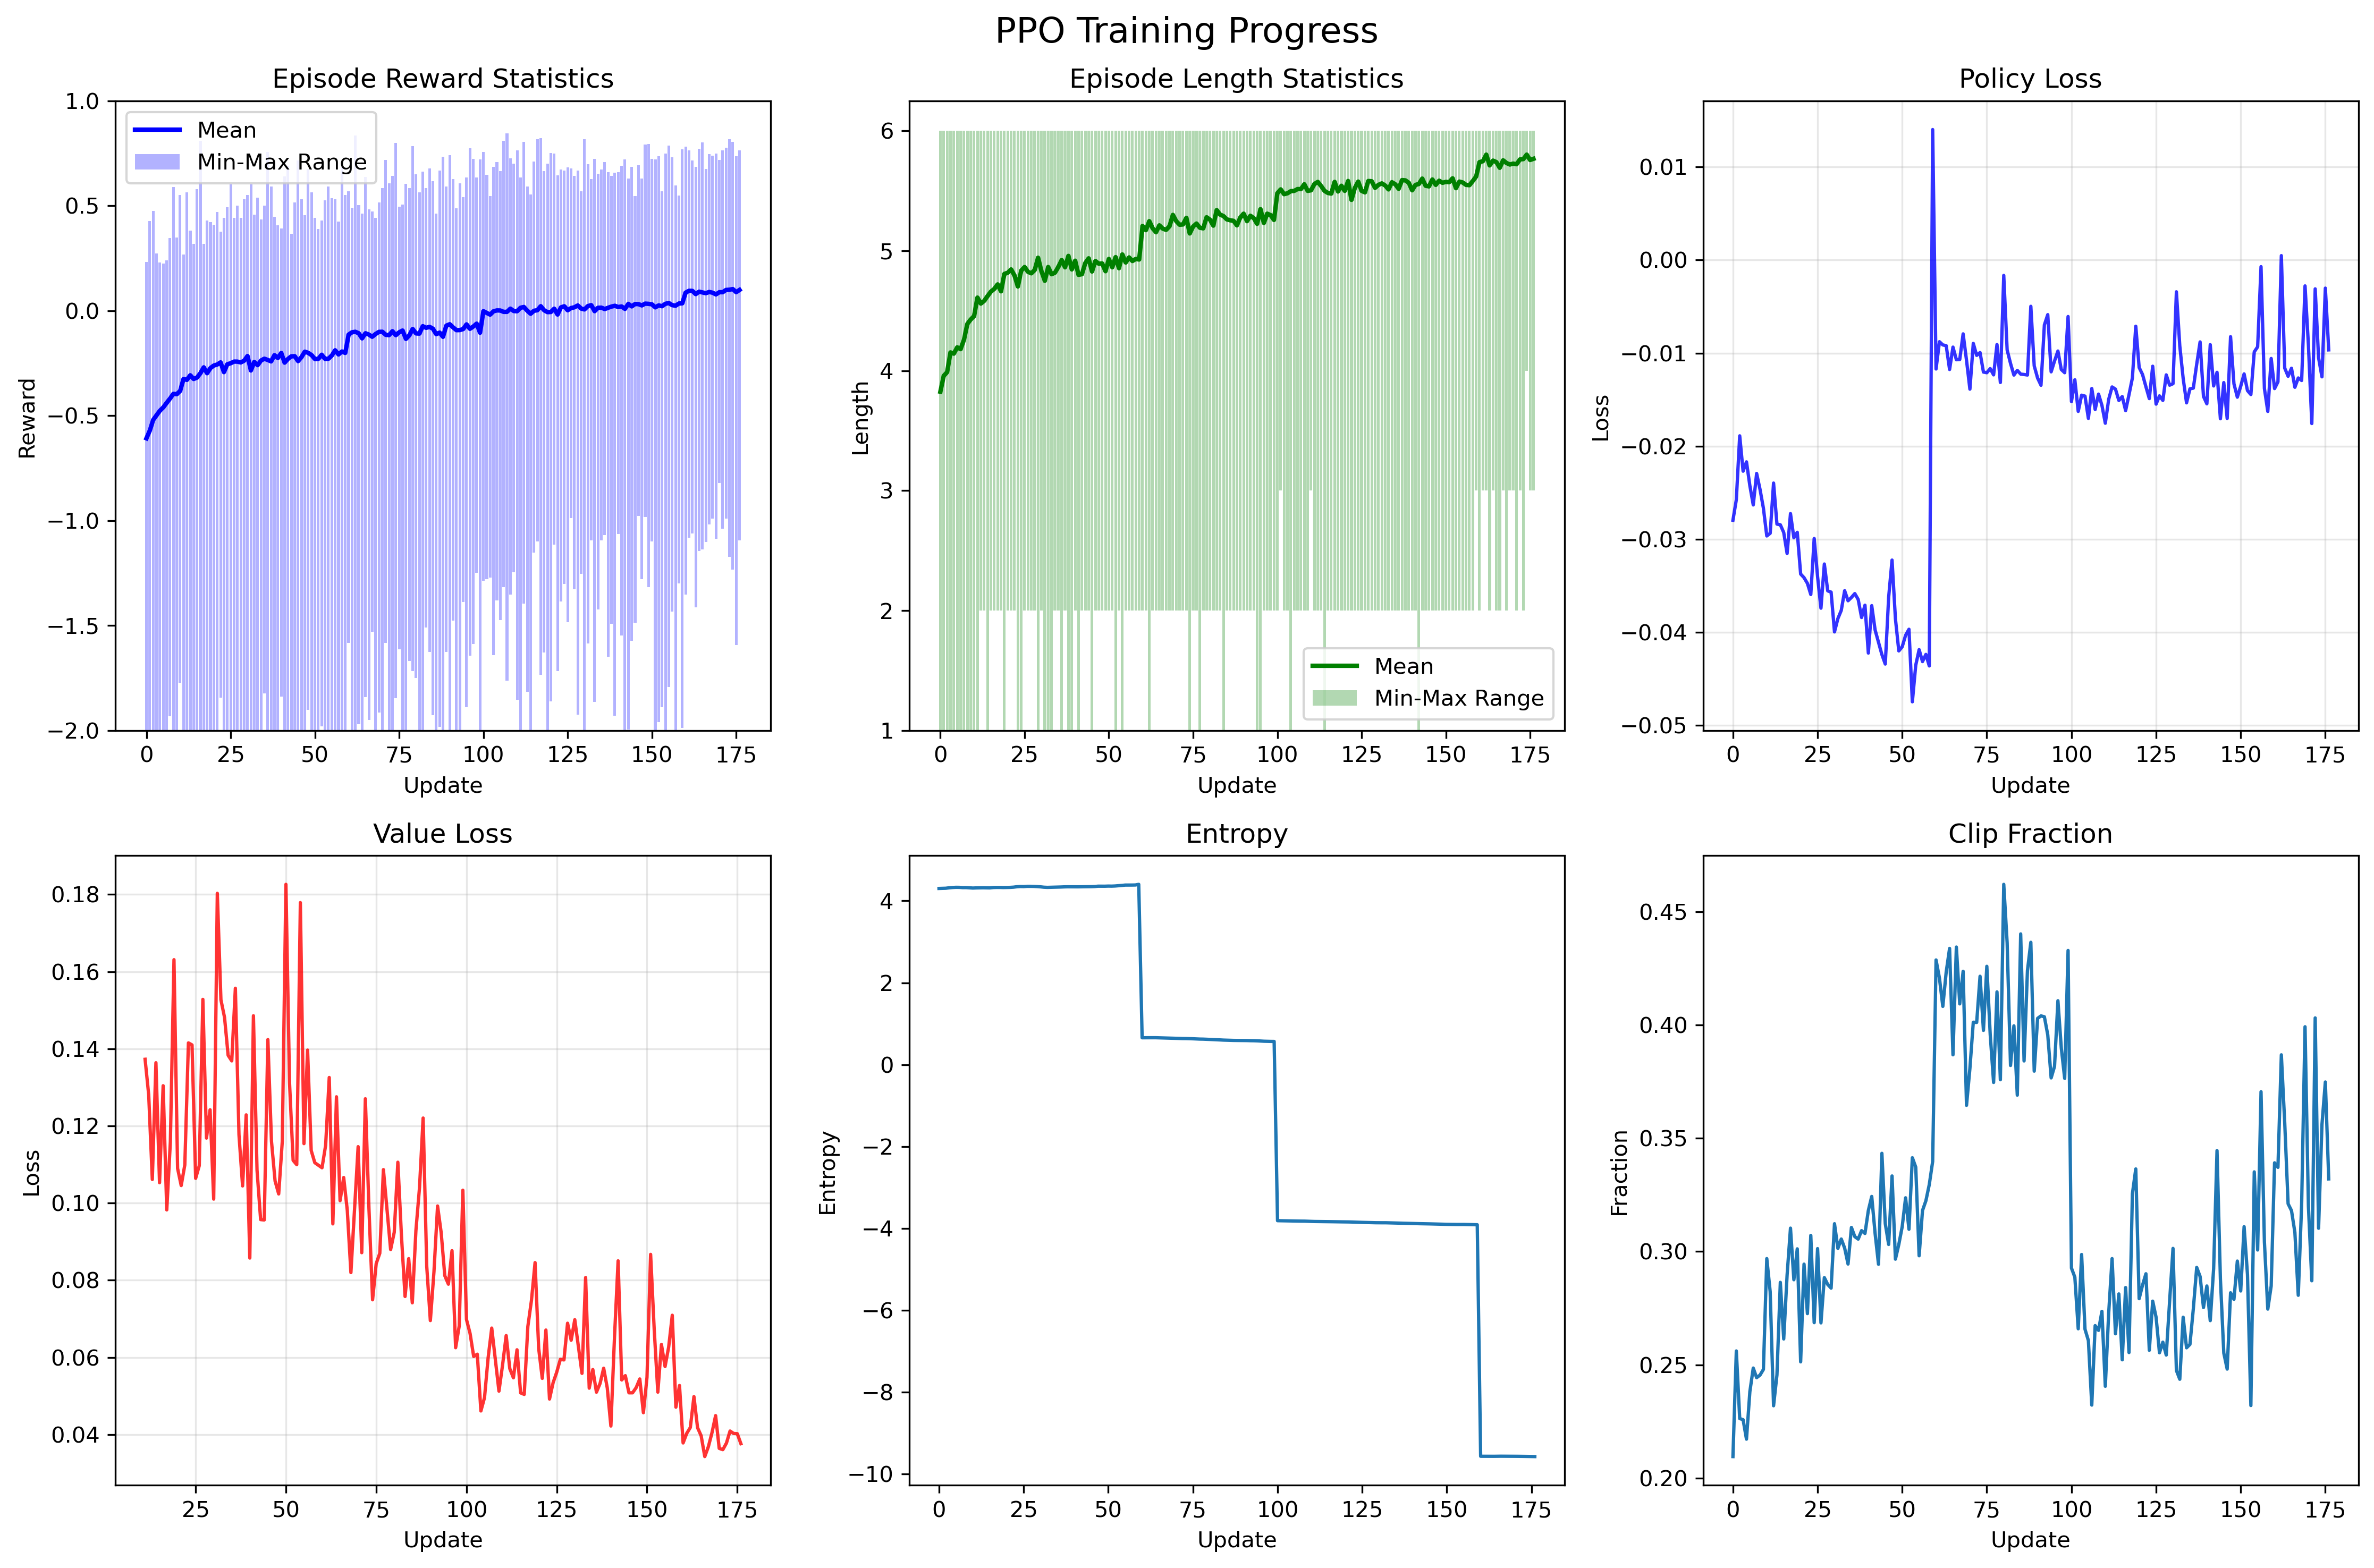 PPO Training Progress
Episode Reward Statistics
1.0
0.5
0.0
−0.5
−1.0
−1.5
−2.0
Reward
Mean
Min-Max Range
0 25 50 75 100 125 150 175
Update
Episode Length Statistics
6
5
4
3
2
1
Length
Mean
Min-Max Range
0 25 50 75 100 125 150 175
Update
Policy Loss
0.01
0.00
−0.01
−0.02
−0.03
−0.04
−0.05
Loss
0 25 50 75 100 125 150 175
Update
Value Loss
0.18
0.16
0.14
0.12
0.10
0.08
0.06
0.04
Loss
25 50 75 100 125 150 175
Update
Entropy
4
2
0
−2
−4
−6
−8
−10
Entropy
0 25 50 75 100 125 150 175
Update
Clip Fraction
0.45
0.40
0.35
0.30
0.25
0.20
Fraction
0 25 50 75 100 125 150 175
Update